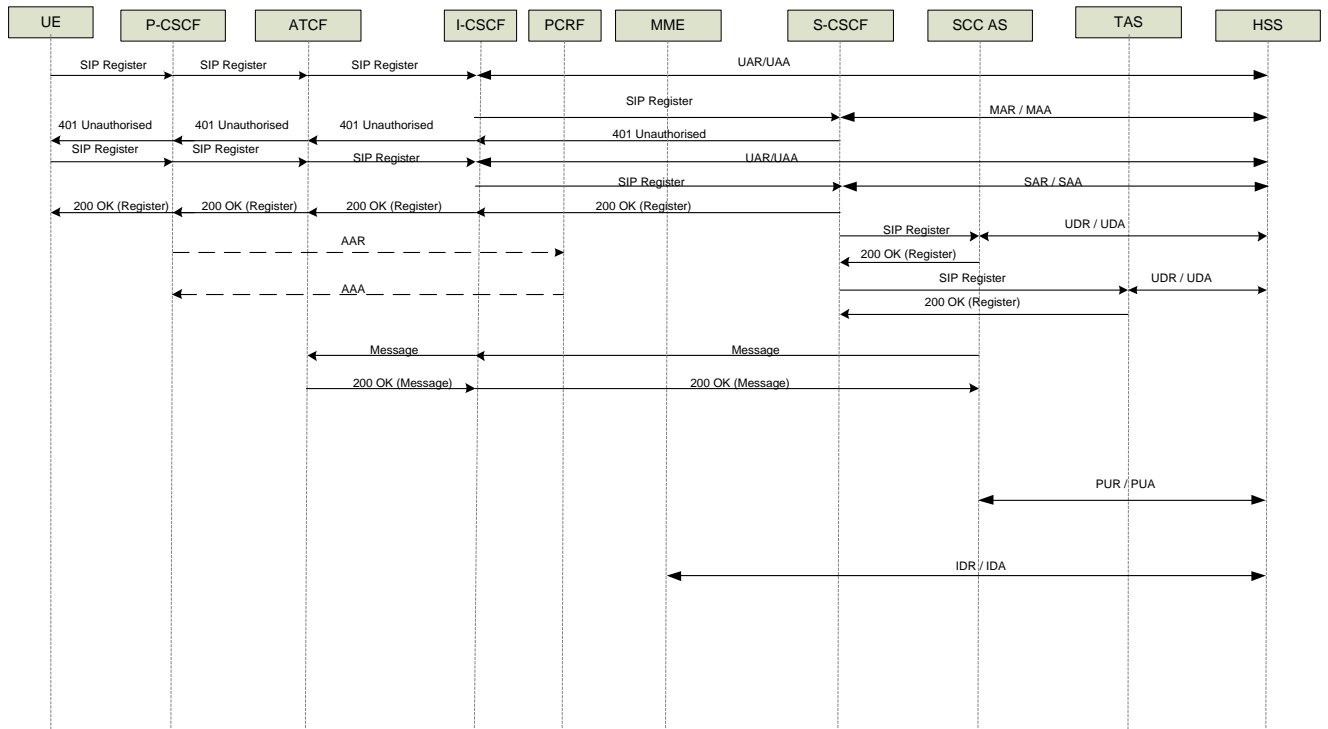 UE
P-CSCF
ATCF
I-CSCF
PCRF
MME
S-CSCF
SCC AS
TAS
HSS
SIP Register
SIP Register
SIP Register
UAR/UAA
SIP Register
MAR / MAA
401 Unauthorised
401 Unauthorised
401 Unauthorised
401 Unauthorised
SIP Register
SIP Register
SIP Register
UAR/UAA
SIP Register
SAR / SAA
200 OK (Register)
200 OK (Register)
200 OK (Register)
200 OK (Register)
SIP Register
UDR / UDA
AAR
200 OK (Register)
SIP Register
UDR / UDA
AAA
200 OK (Register)
Message
Message
200 OK (Message)
200 OK (Message)
PUR / PUA
IDR / IDA